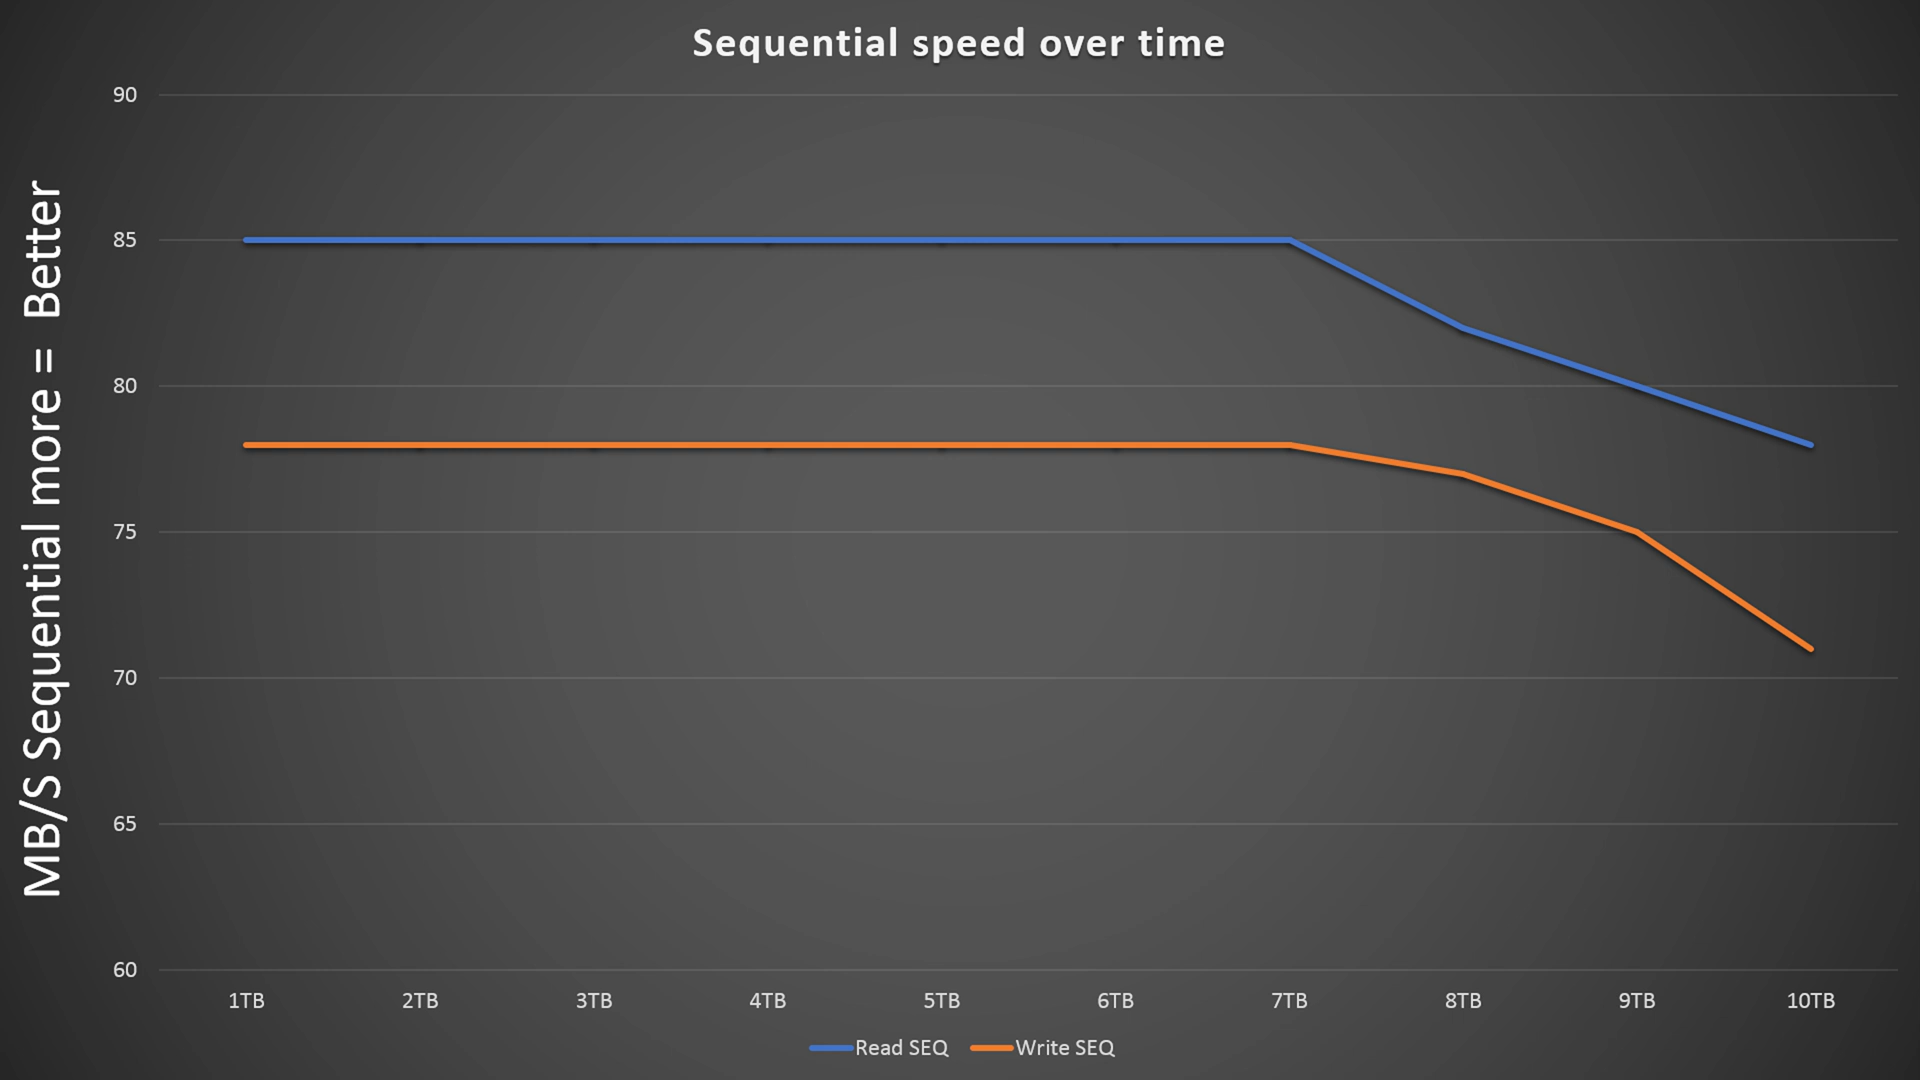 Sequential speed over time
MB/S Sequential more = Better
90
85
80
75
70
65
60
1TB 2TB 3TB 4TB 5TB 6TB 7TB 8TB 9TB 10TB
Read SEQ Write SEQ